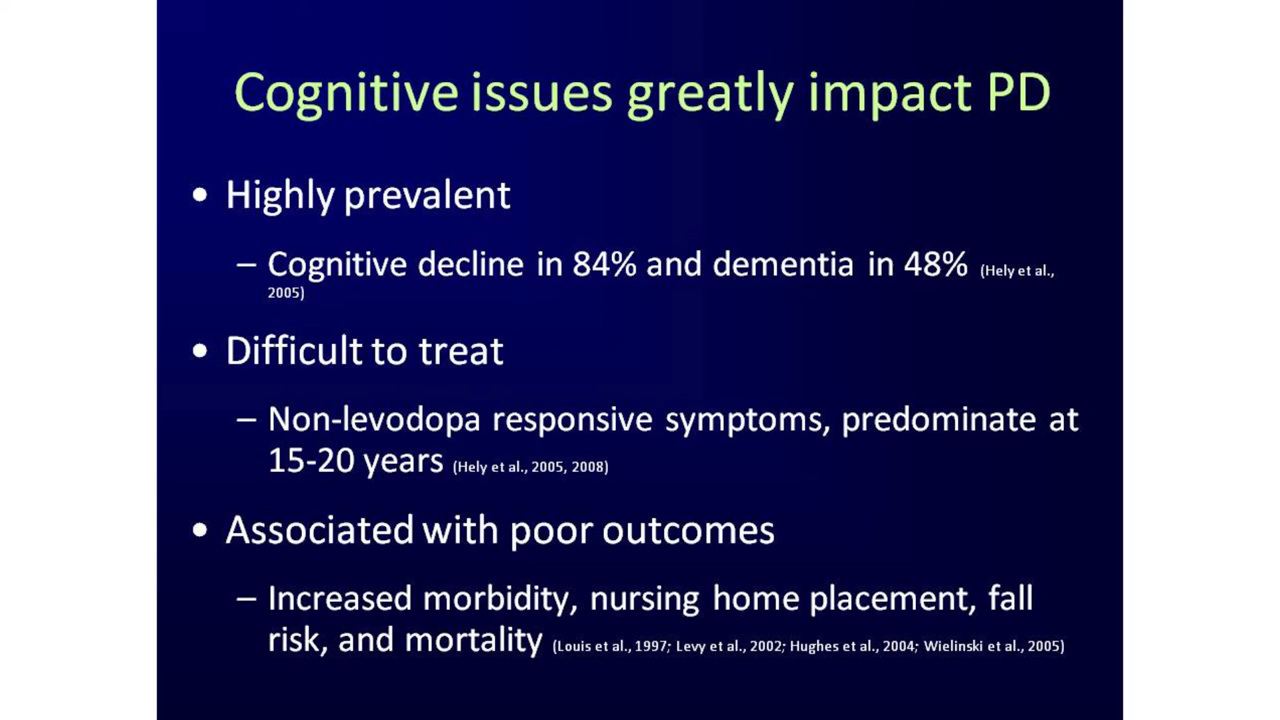 Cognitive issues greatly impact PD
• Highly prevalent
– Cognitive decline in 84% and dementia in 48% (Hely et al.,
2005)
• Difficult to treat
– Non-levodopa responsive symptoms, predominate at
15-20 years (Hely et al., 2005, 2008)
• Associated with poor outcomes
– Increased morbidity, nursing home placement, fall
risk, and mortality (Louis et al., 1997; Levy et al., 2002; Hughes et al., 2004; Wielinski et al., 2005)